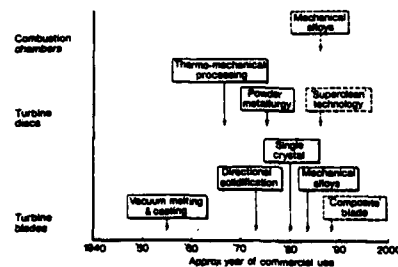 Mechanical
alloys
Combustion
chambers
Thermo-mechanical
processing
Powder
metallurgy
Superclean
technology
Turbine
discs
Single
crystal
Directional
solidification
Mechanical
alloys
Vacuum melting
& casting
Composite
blade
Turbine
blades
1940 '50 '60 '70 '80 '90 2000
Approx year of commercial use